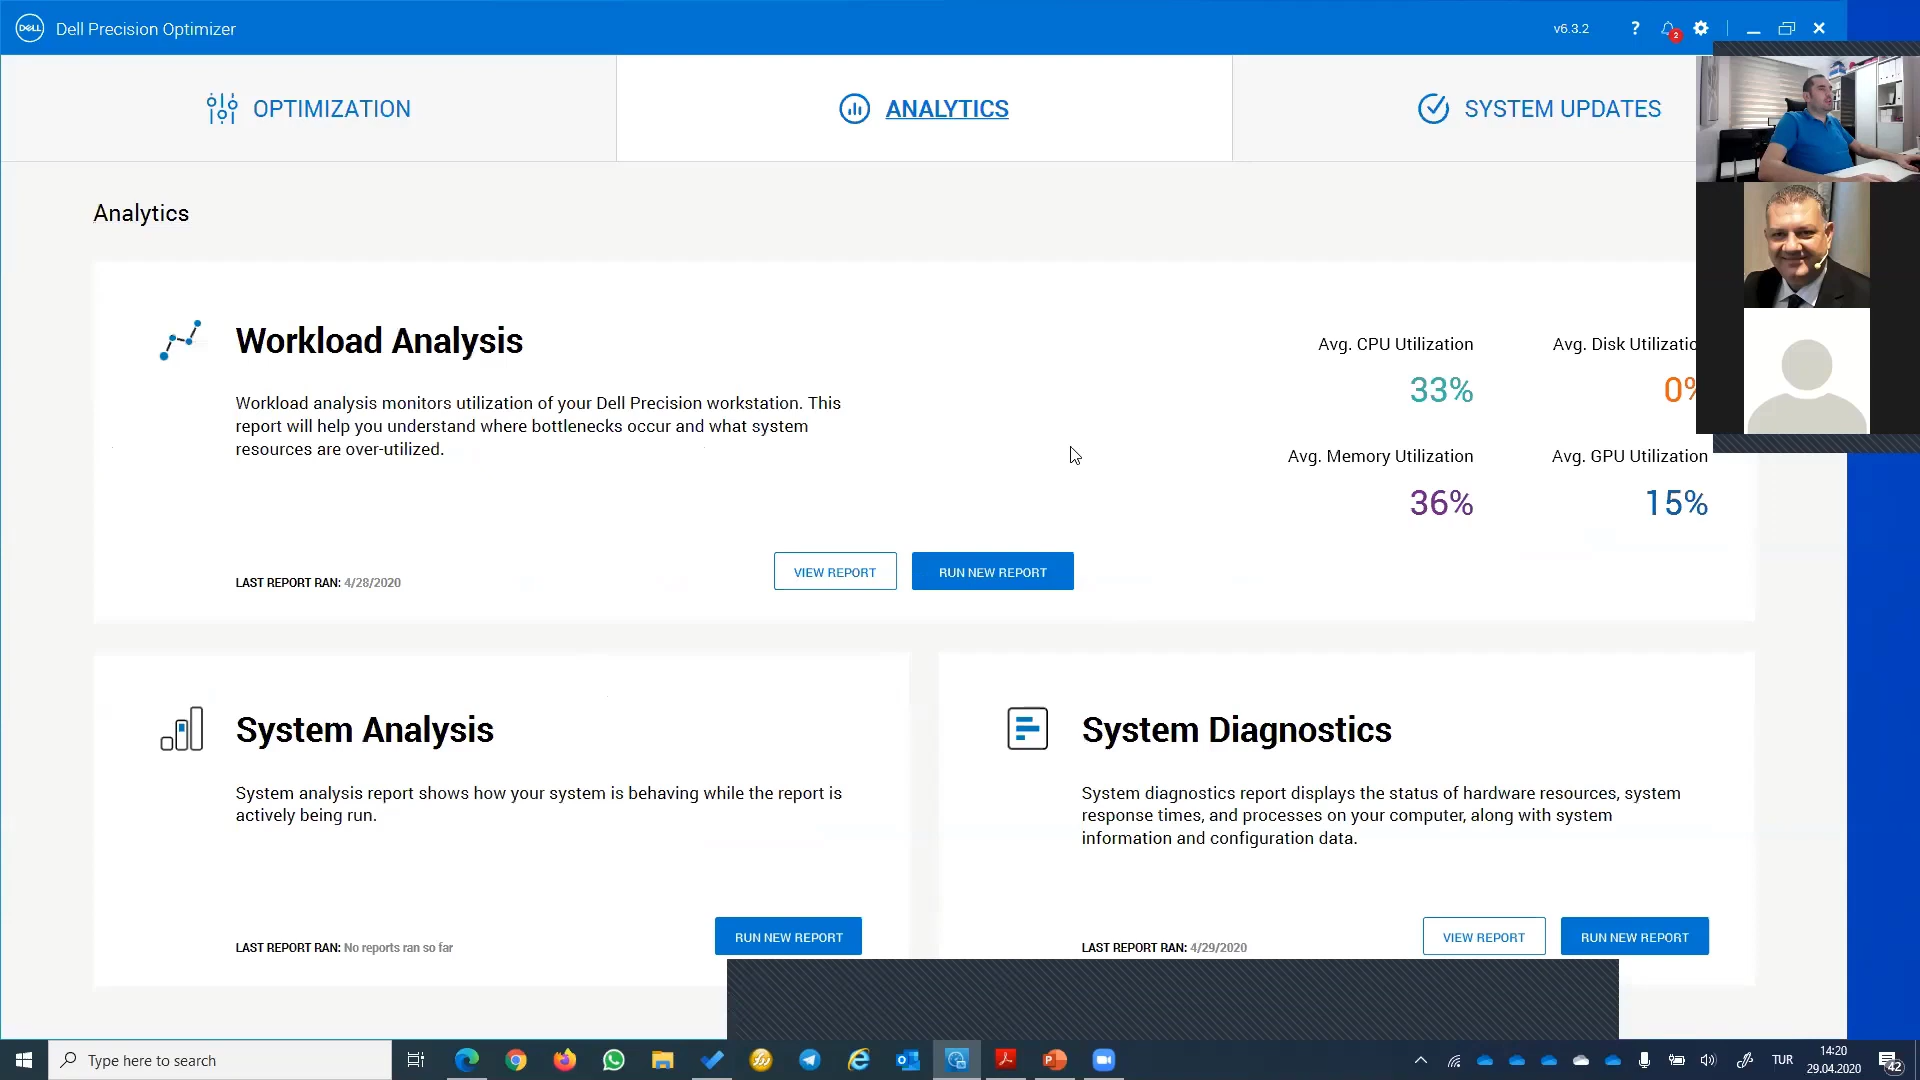 DELL
Dell Precision Optimizer
v6.3.2
?
2
OPTIMIZATION
ANALYTICS
SYSTEM UPDATES
Analytics
Workload Analysis
Workload analysis monitors utilization of your Dell Precision workstation. This
report will help you understand where bottlenecks occur and what system
resources are over-utilized.
Avg. CPU Utilization
33%
Avg. Disk Utilizatio
0%
Avg. Memory Utilization
36%
Avg. GPU Utilization
15%
LAST REPORT RAN: 4/28/2020
VIEW REPORT
RUN NEW REPORT
System Analysis
System analysis report shows how your system is behaving while the report is
actively being run.
LAST REPORT RAN: No reports ran so far
RUN NEW REPORT
System Diagnostics
System diagnostics report displays the status of hardware resources, system
response times, and processes on your computer, along with system
information and configuration data.
LAST REPORT RAN: 4/29/2020
VIEW REPORT
RUN NEW REPORT
Type here to search
TUR
14:20
29.04.2020
42